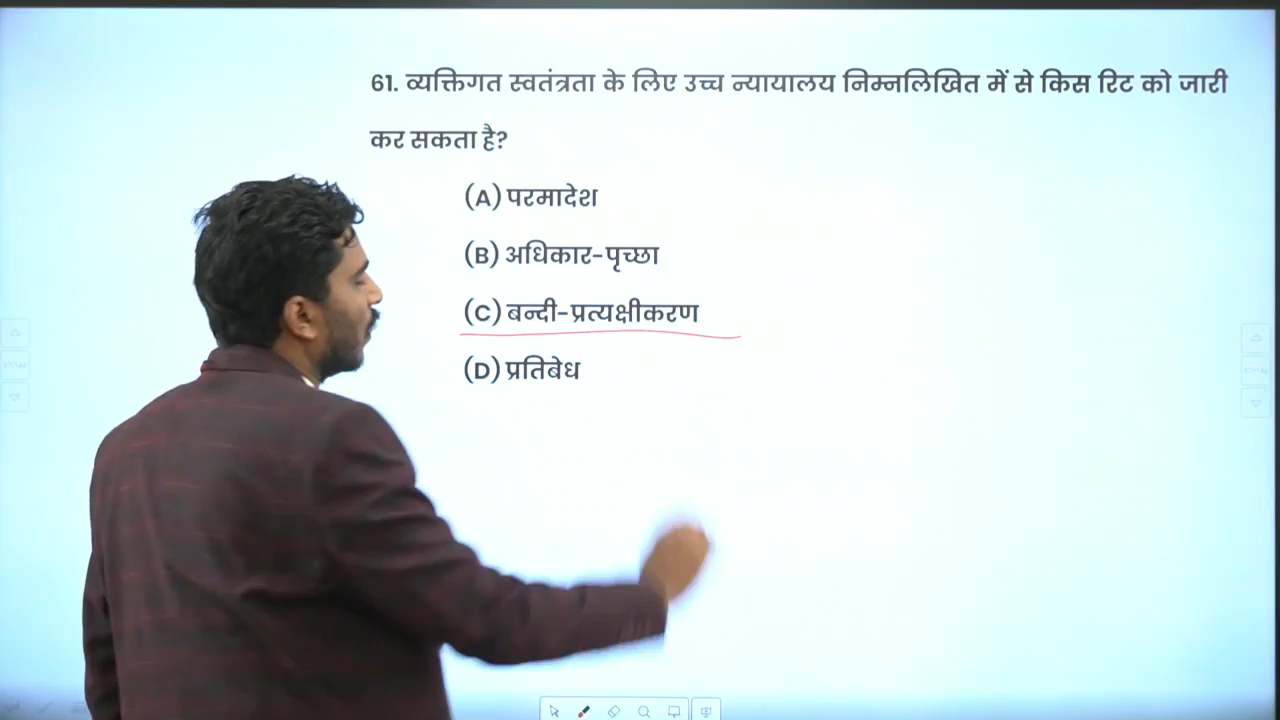 61. व्यक्तिगत स्वतंत्रता के लिए उच्च न्यायालय निम्नलिखित में से किस रिट को जारी
कर सकता है?
(A) परमादेश
(B) अधिकार-पृच्छा
(C) बन्दी-प्रत्यक्षीकरण
(D) प्रतिबेध